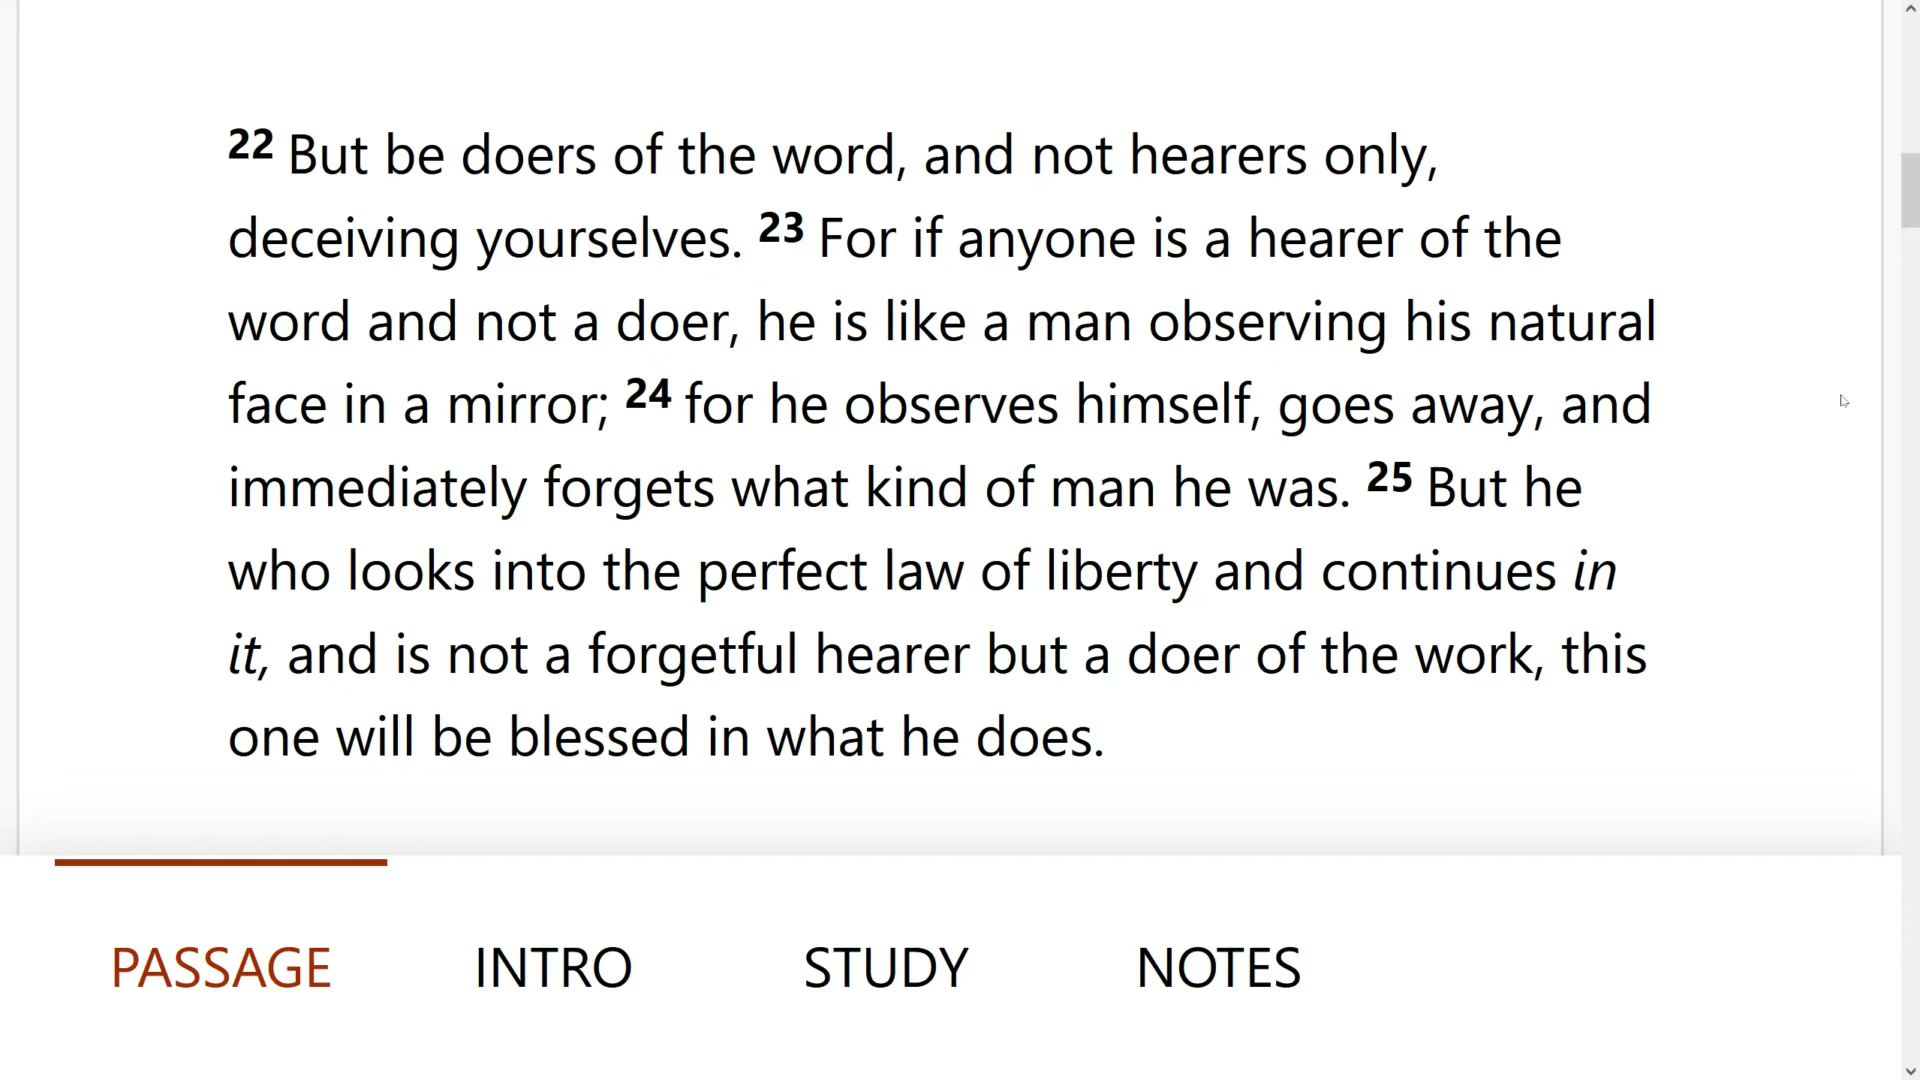 22 But be doers of the word, and not hearers only,
deceiving yourselves. 23 For if anyone is a hearer of the
word and not a doer, he is like a man observing his natural
face in a mirror; 24 for he observes himself, goes away, and
immediately forgets what kind of man he was. 25 But he
who looks into the perfect law of liberty and continues in
it, and is not a forgetful hearer but a doer of the work, this
one will be blessed in what he does.
PASSAGE INTRO STUDY NOTES